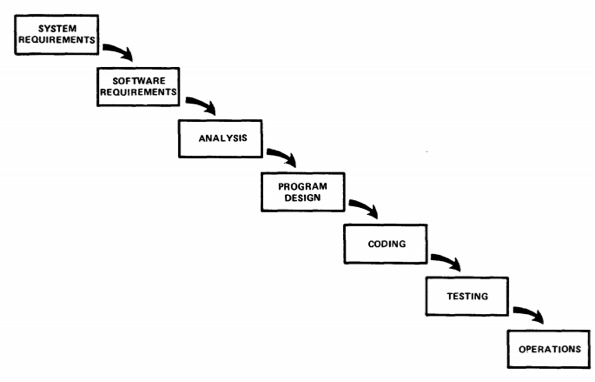 SYSTEM
REQUIREMENTS
SOFTWARE
REQUIREMENTS
ANALYSIS
PROGRAM
DESIGN
CODING
TESTING
OPERATIONS